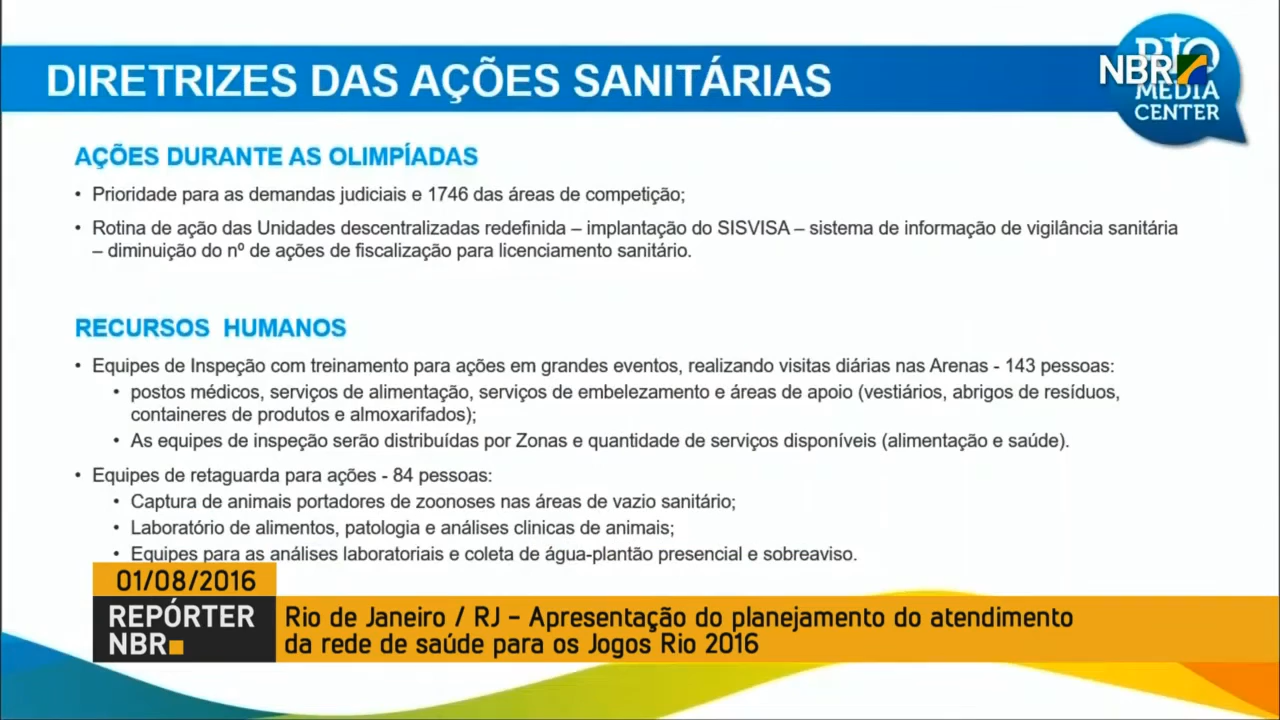 DIRETRIZES DAS AÇÕES SANITÁRIAS
RIO
NBR
MEDIA
CENTER
AÇÕES DURANTE AS OLIMPÍADAS
• Prioridade para as demandas judiciais e 1746 das áreas de competição;
• Rotina de ação das Unidades descentralizadas redefinida – implantação do SISVISA – sistema de informação de vigilância sanitária
– diminuição do nº de ações de fiscalização para licenciamento sanitário.
RECURSOS HUMANOS
• Equipes de Inspeção com treinamento para ações em grandes eventos, realizando visitas diárias nas Arenas - 143 pessoas:
• postos médicos, serviços de alimentação, serviços de embelezamento e áreas de apoio (vestiários, abrigos de resíduos,
containeres de produtos e almoxarifados);
• As equipes de inspeção serão distribuídas por Zonas e quantidade de serviços disponíveis (alimentação e saúde).
• Equipes de retaguarda para ações - 84 pessoas:
• Captura de animais portadores de zoonoses nas áreas de vazio sanitário;
• Laboratório de alimentos, patologia e análises clinicas de animais;
• Equipes para as análises laboratoriais e coleta de água-plantão presencial e sobreaviso.
01/08/2016
REPÓRTER
NBR
Rio de Janeiro / RJ – Apresentação do planejamento do atendimento
da rede de saúde para os Jogos Rio 2016